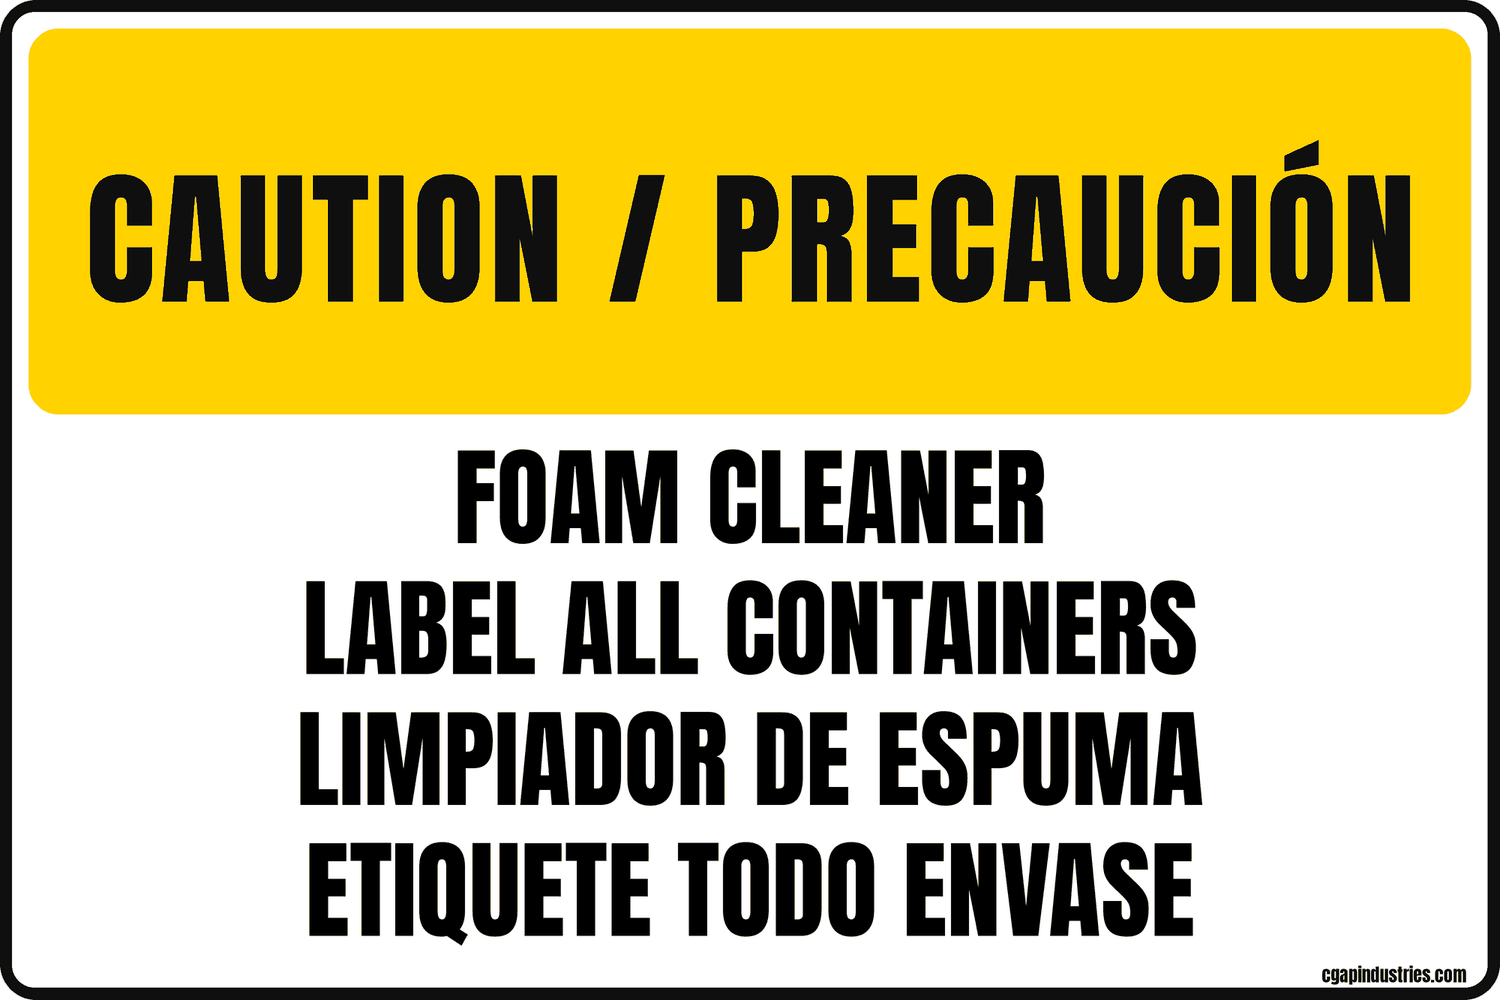 CAUTION / PRECAUCIÓN
FOAM CLEANER
LABEL ALL CONTAINERS
LIMPIADOR DE ESPUMA
ETIQUETE TODO ENVASE
cgapindustries.com